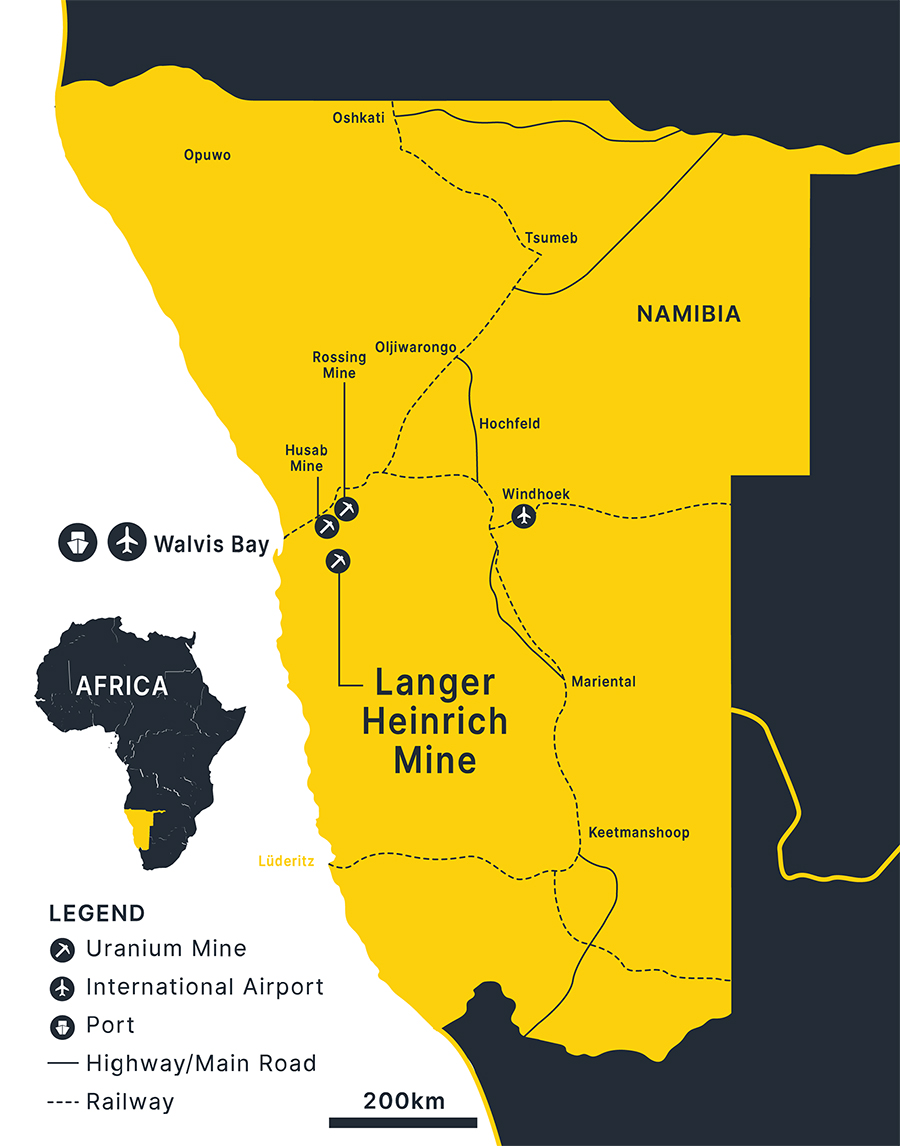 Oshkati
Opuwo
Tsumeb
NAMIBIA
Oljiwarongo
Rossing
Mine
Hochfeld
Husab
Mine
Windhoek
Walvis Bay
AFRICA
Langer
Heinrich
Mine
Mariental
Keetmanshoop
Lüderitz
LEGEND
Uranium Mine
International Airport
Port
Highway/Main Road
Railway
200km